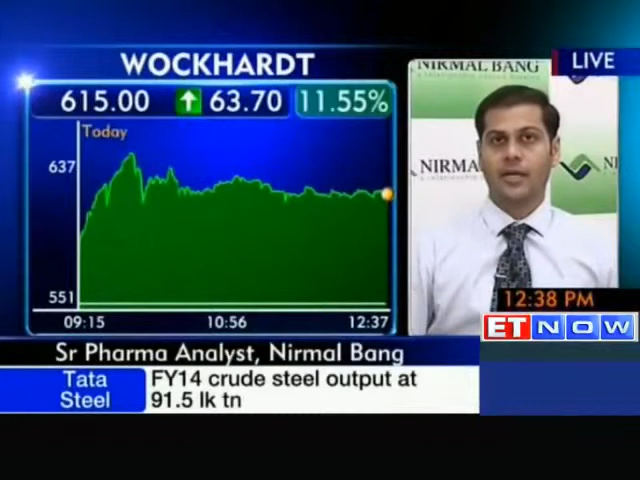 WOCKHARDT
615.00 63.70 11.55%
Today
637
551
09:15 10:56 12:37
NIRMAL BANG
NIRMA
N
LIVE
12:38 PM
ET NOW
Sr Pharma Analyst, Nirmal Bang
Tata Steel
FY14 crude steel output at
91.5 lk tn